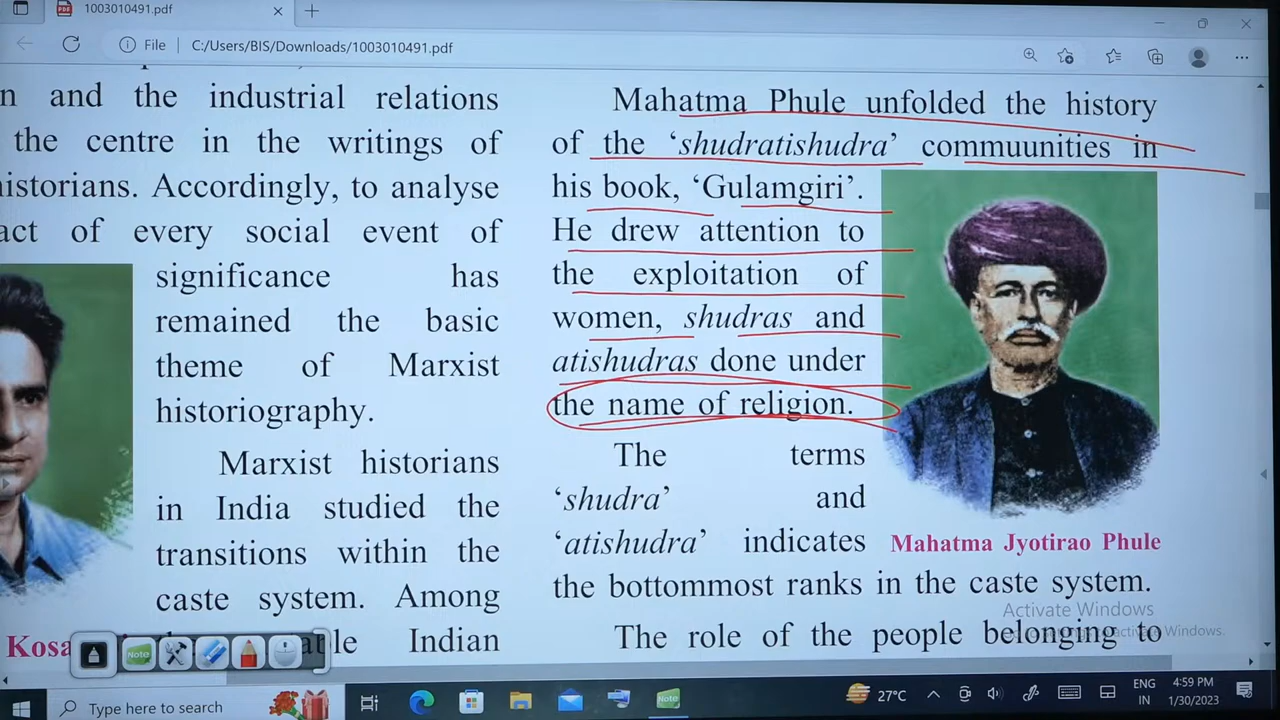 1003010491.pdf
File
C:/Users/BIS/Downloads/1003010491.pdf
n and the industrial relations
the centre in the writings of
historians. Accordingly, to analyse
act of every social event of
significance has
remained the basic
theme of Marxist
historiography.
Marxist historians
in India studied the
transitions within the
caste system. Among
Indian
Kosa
Mahatma Phule unfolded the history
of the ‘shudratishudra’ commuunities in
his book, ‘Gulamgiri’.
He drew attention to
the exploitation of
women, shudras and
atishudras done under
the name of religion.
The terms
‘shudra’ and
‘atishudra’ indicates
the bottommost ranks in the caste system.
The role of the people belonging to
Mahatma Jyotirao Phule
Activate Windows
Windows.
Note
Type here to search
Note
27°C
ENG
IN
4:59 PM
1/30/2023